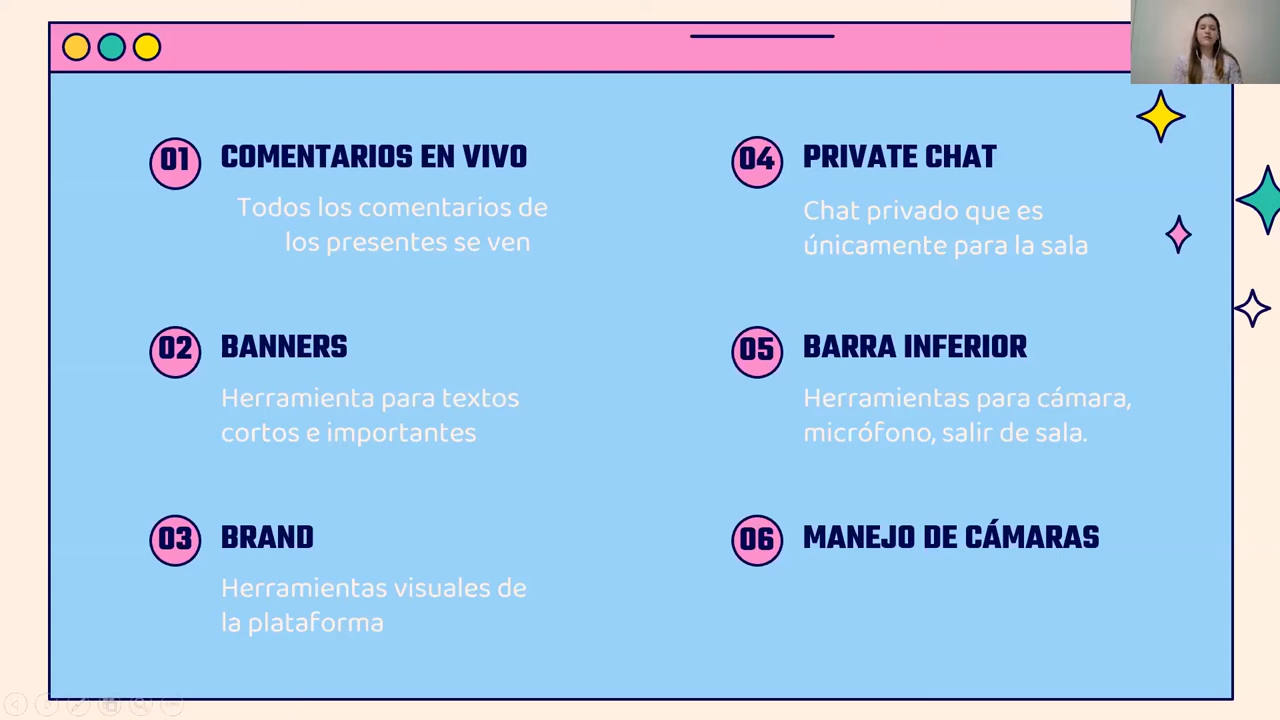 01 COMENTARIOS EN VIVO
Todos los comentarios de
los presentes se ven
02 BANNERS
Herramienta para textos
cortos e importantes
03 BRAND
Herramientas visuales de
la plataforma
04 PRIVATE CHAT
Chat privado que es
únicamente para la sala
05 BARRA INFERIOR
Herramientas para cámara,
micrófono, salir de sala.
06 MANEJO DE CÁMARAS